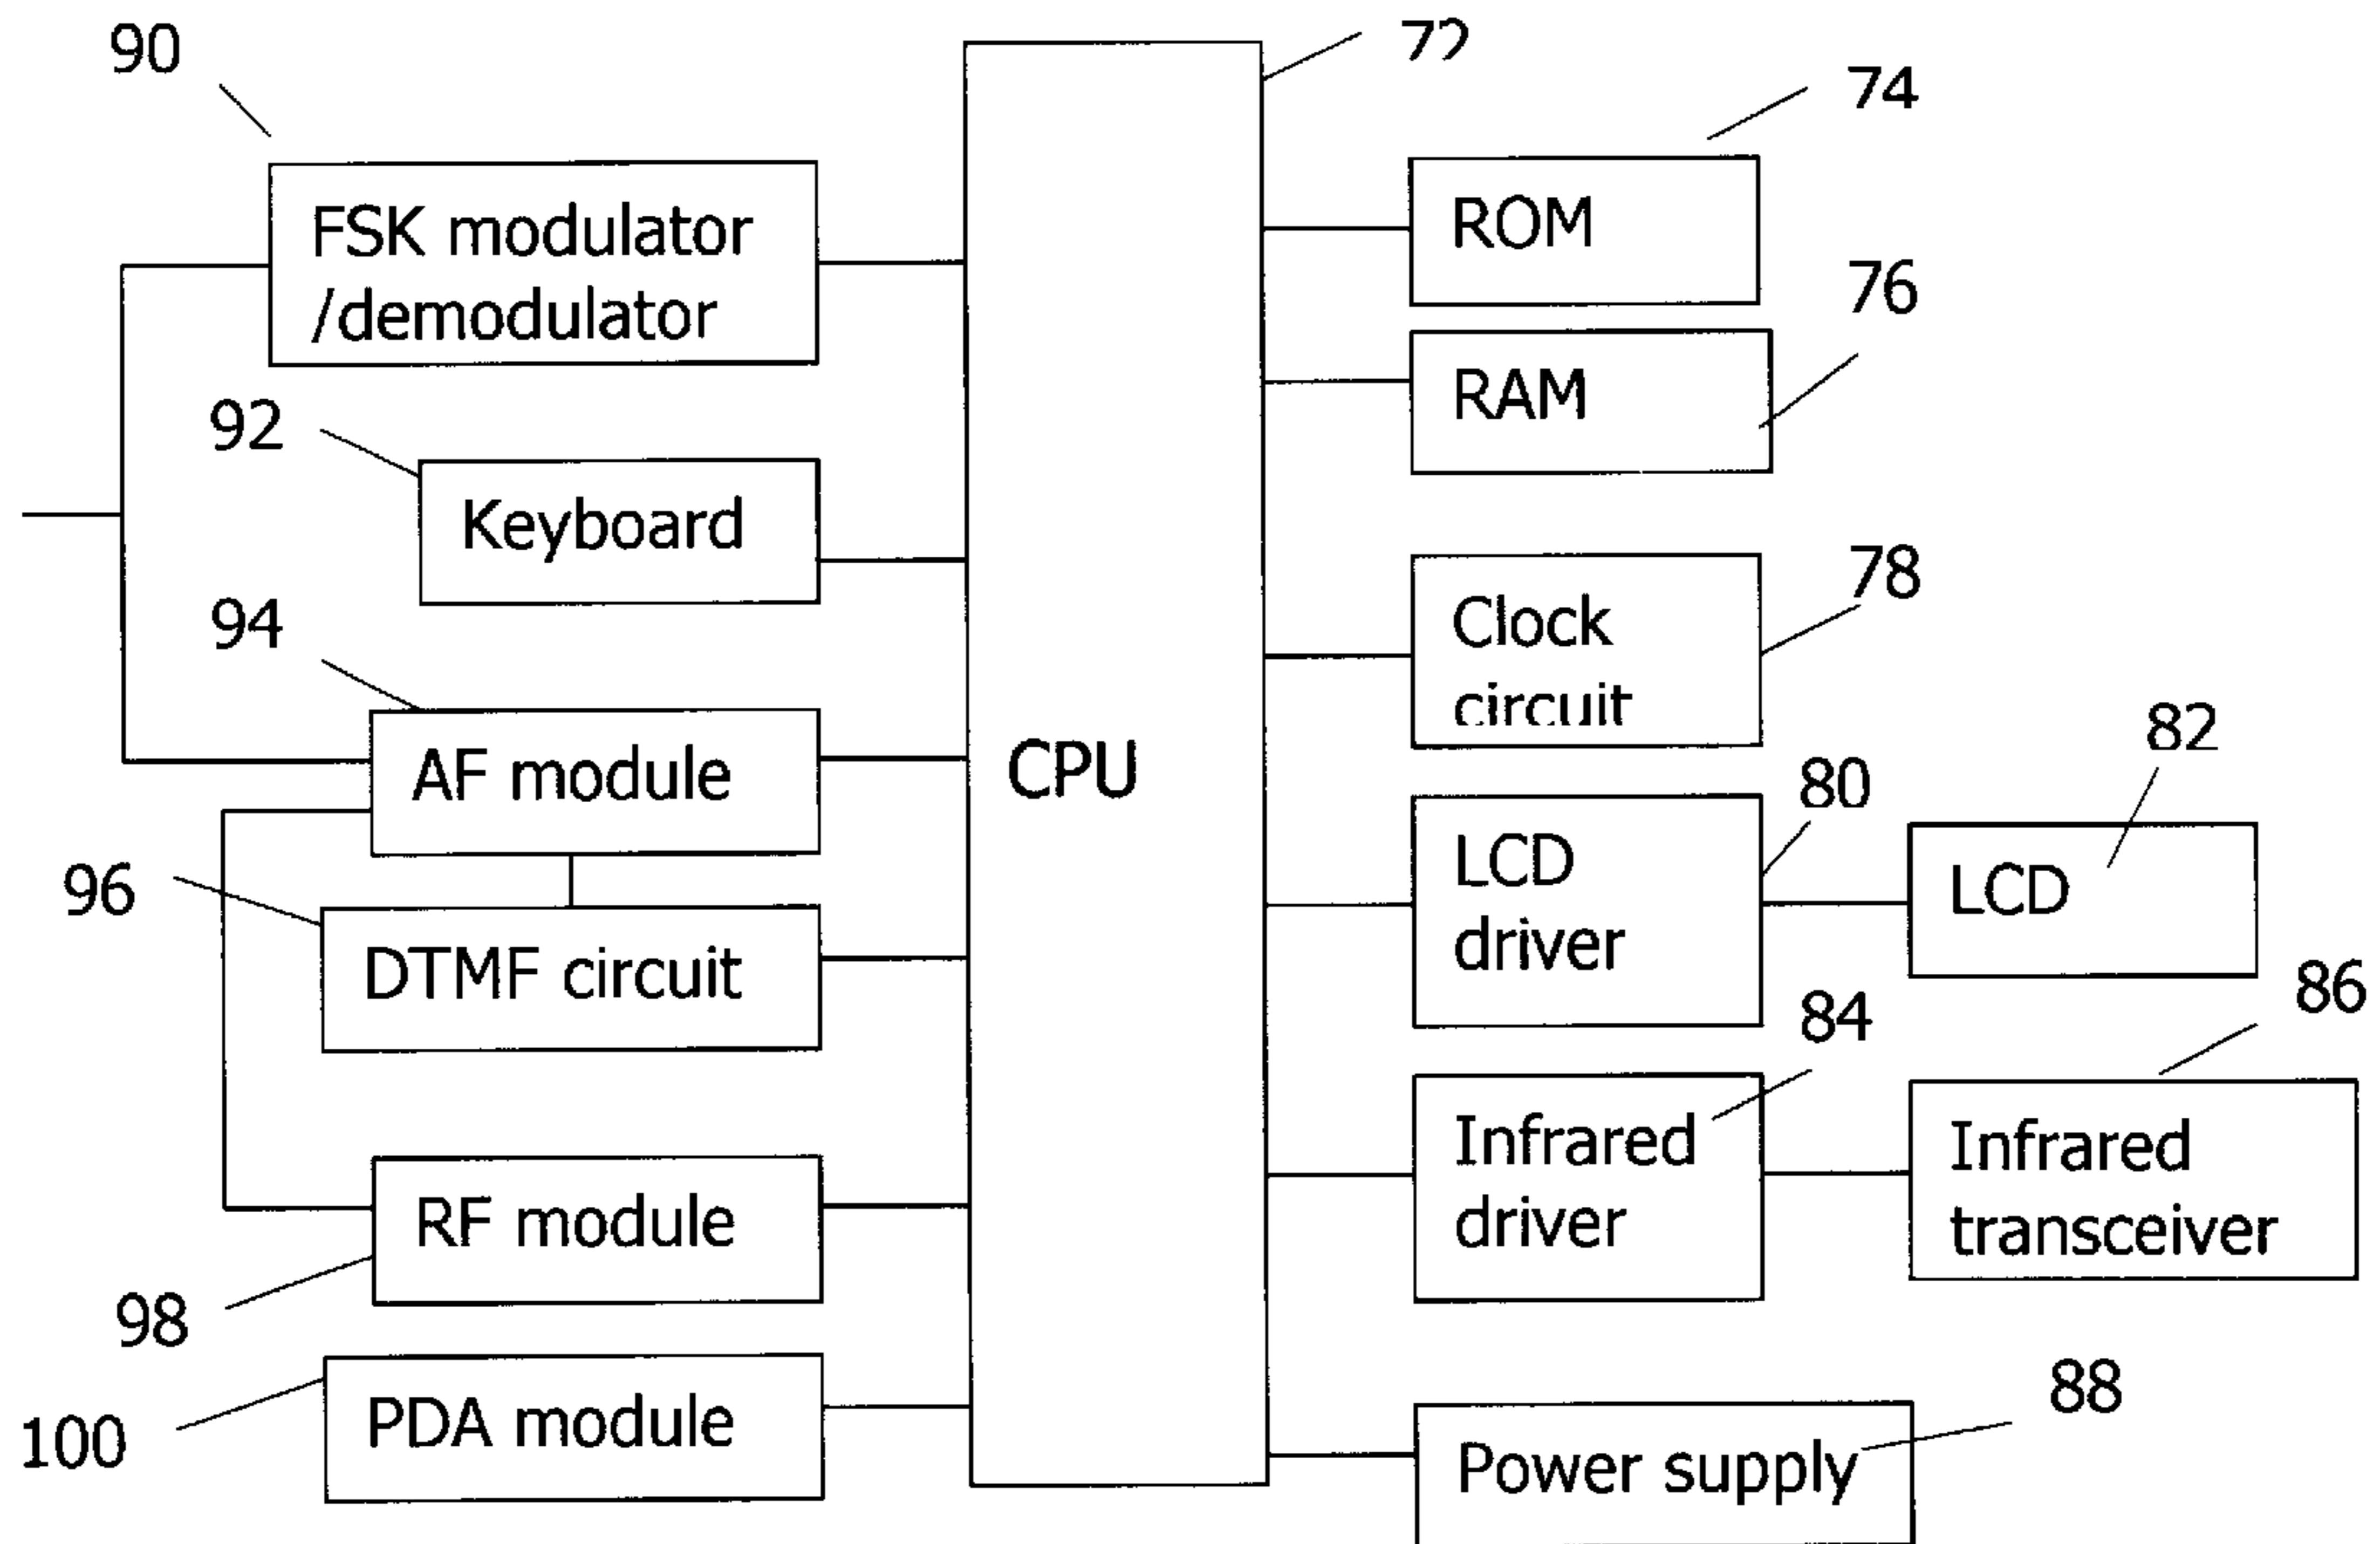 90
72
74
FSK modulator
/demodulator
ROM
76
RAM
92
Keyboard
78
94
Clock
circuit
82
AF module
CPU
80
LCD
driver
LCD
96
DTMF circuit
86
84
Infrared
driver
Infrared
transceiver
RF module
98
88
PDA module
100
Power supply